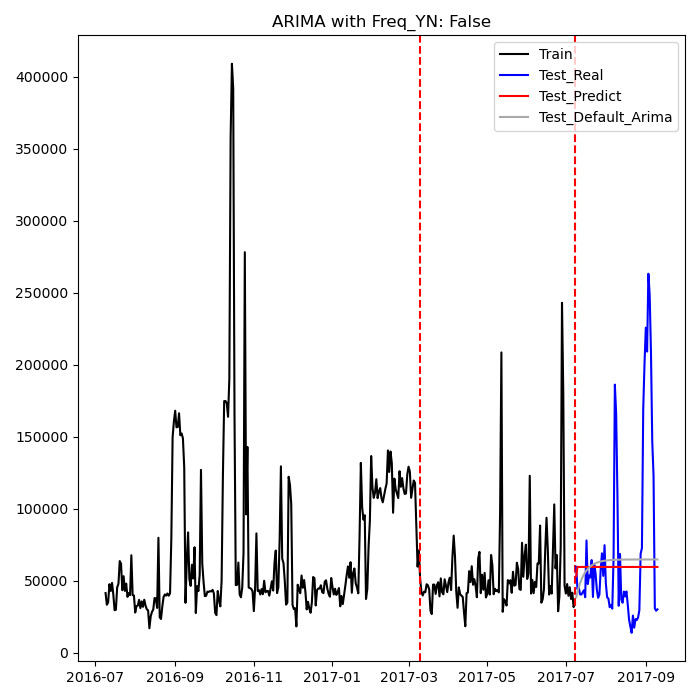 ARIMA with Freq_YN: False
Train
Test_Real
Test_Predict
Test_Default_Arima
400000
350000
300000
250000
200000
150000
100000
50000
0
2016-07 2016-09 2016-11 2017-01 2017-03 2017-05 2017-07 2017-09